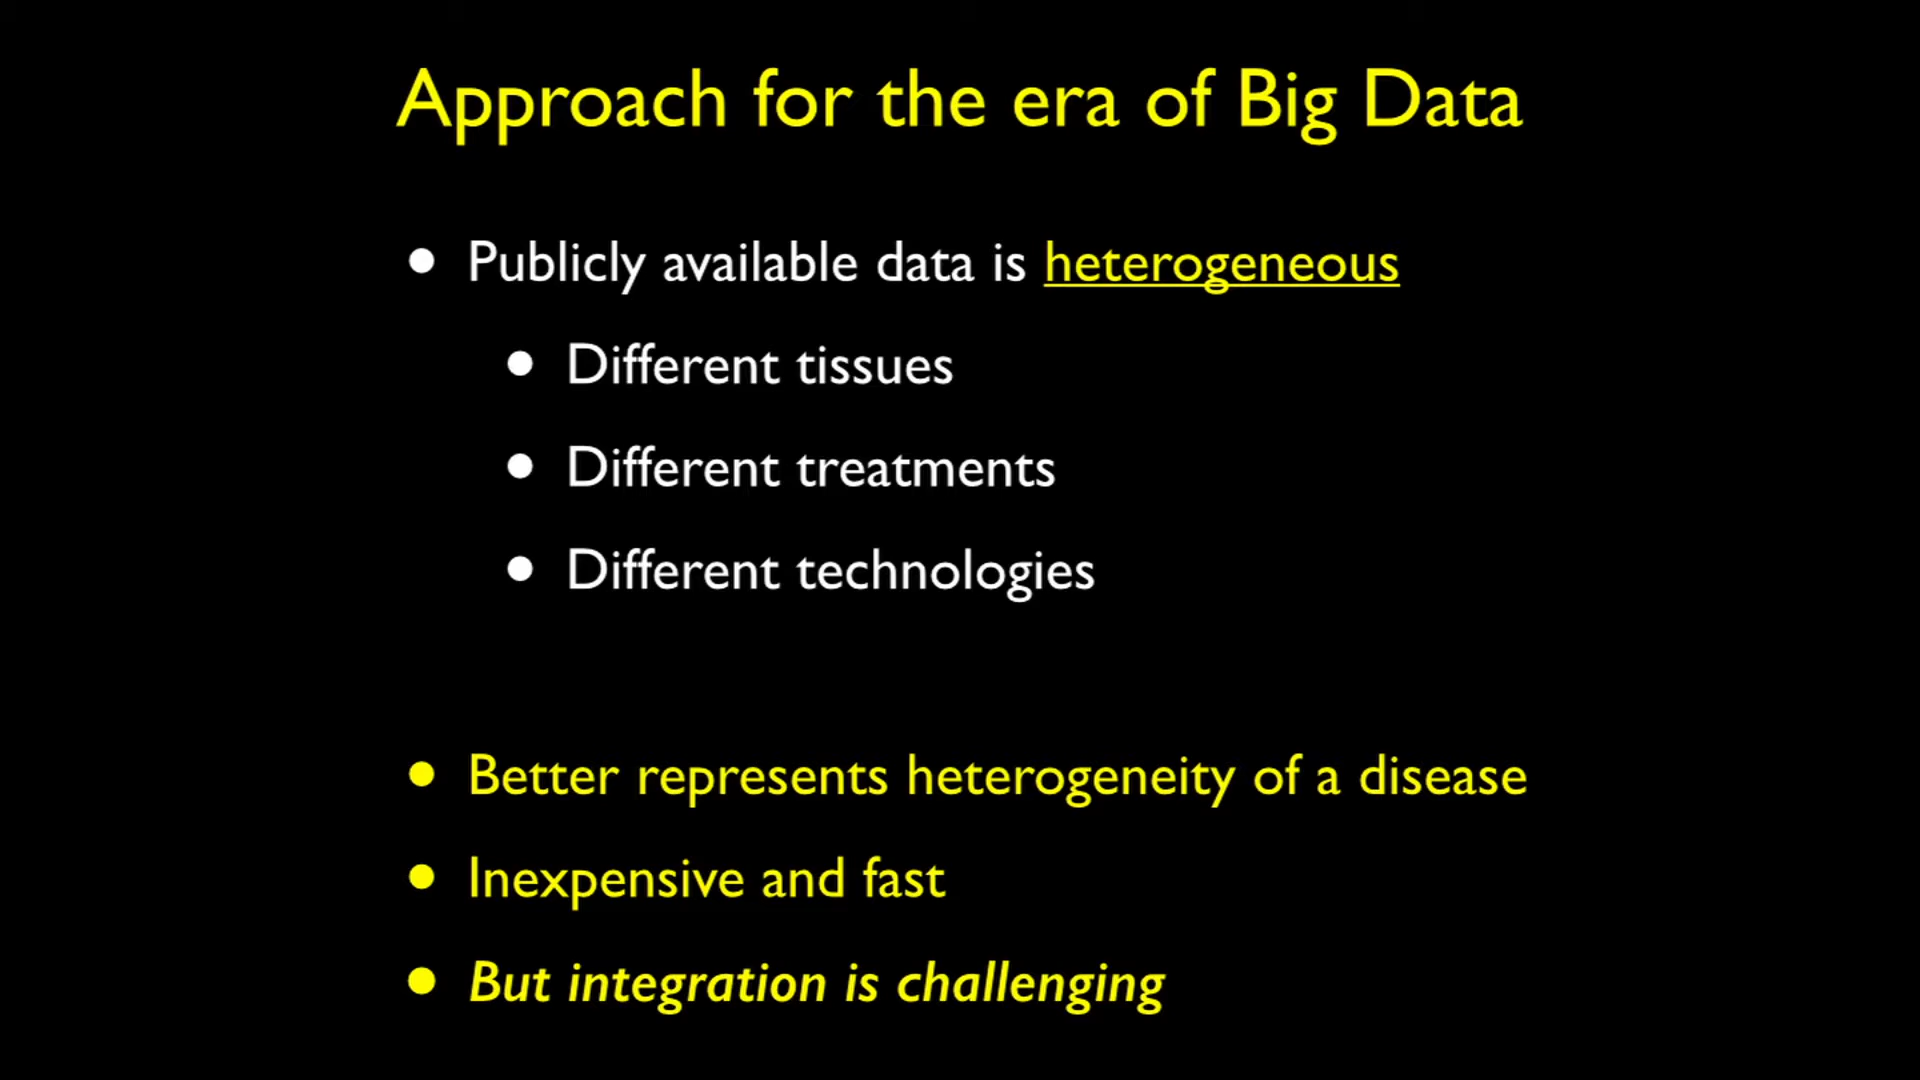 Approach for the era of Big Data
• Publicly available data is heterogeneous
• Different tissues
• Different treatments
• Different technologies
• Better represents heterogeneity of a disease
• Inexpensive and fast
• But integration is challenging